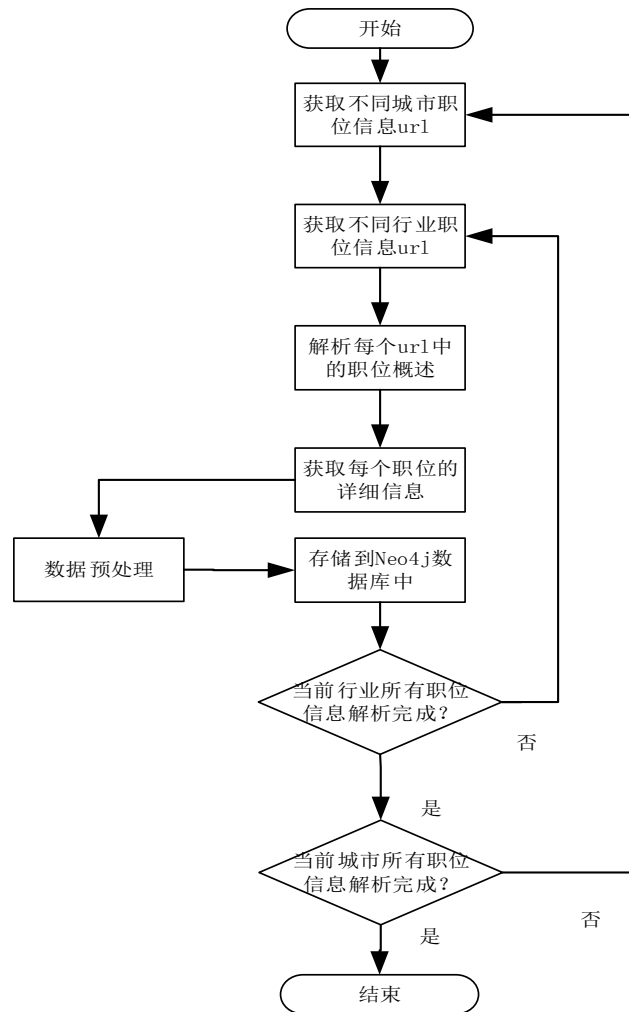 开始
获取不同城市职
位信息url
获取不同行业职
位信息url
解析每个url中
的职位概述
获取每个职位的
详细信息
数据预处理
存储到Neo4j数
据库中
当前行业所有职位
信息解析完成?
否
是
当前城市所有职位
信息解析完成?
否
是
结束